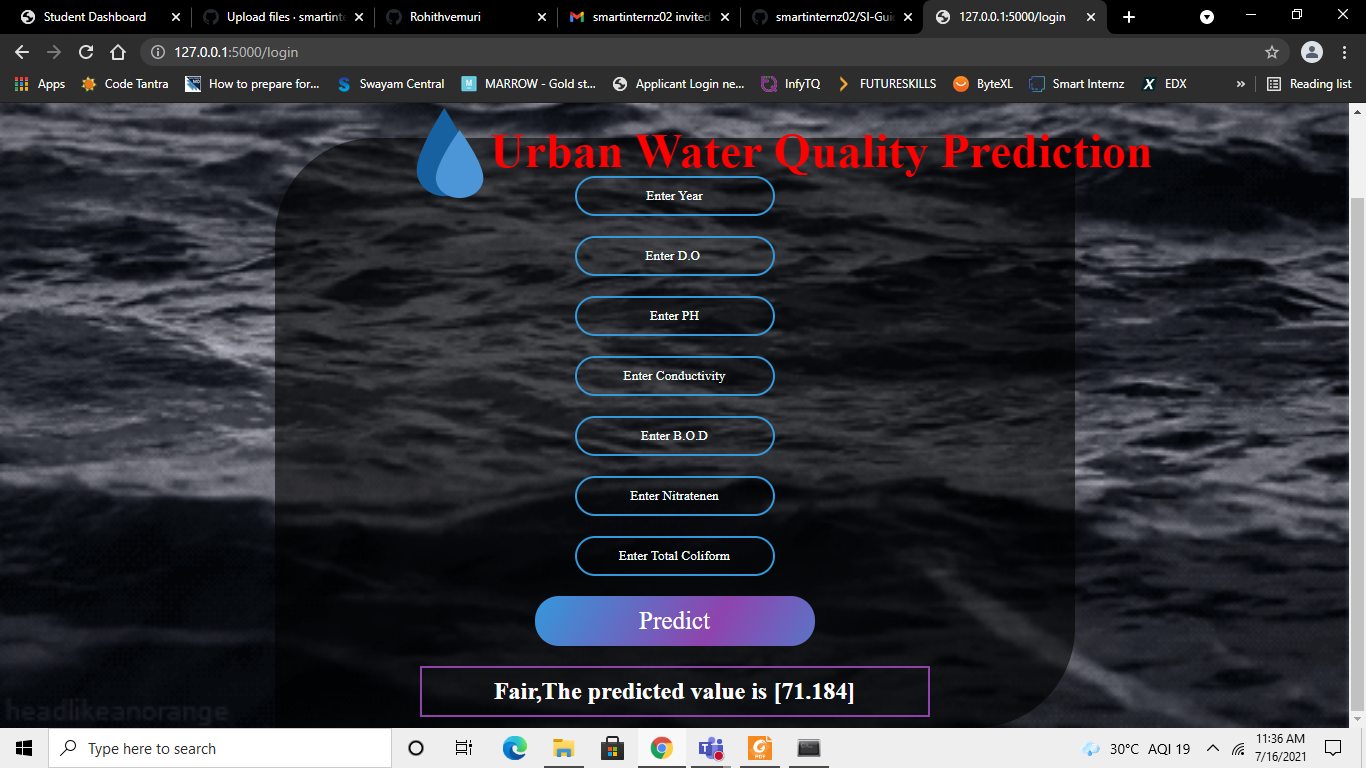 Student Dashboard
Upload files · smartinte
Rohithvemuri
smartinternz02 invited
smartinternz02/SI-Gui
127.0.0.1:5000/login
127.0.0.1:5000/login
Apps
Code Tantra
How to prepare for...
Swayam Central
MARROW - Gold st...
Applicant Login ne...
InfyTQ
FUTURESKILLS
ByteXL
Smart Internz
EDX
»
Reading list
Urban Water Quality Prediction
Enter Year
Enter D.O
Enter PH
Enter Conductivity
Enter B.O.D
Enter Nitratenen
Enter Total Coliform
Predict
Fair,The predicted value is [71.184]
headlikeanorange
Type here to search
30°C AQI 19
11:36 AM
7/16/2021